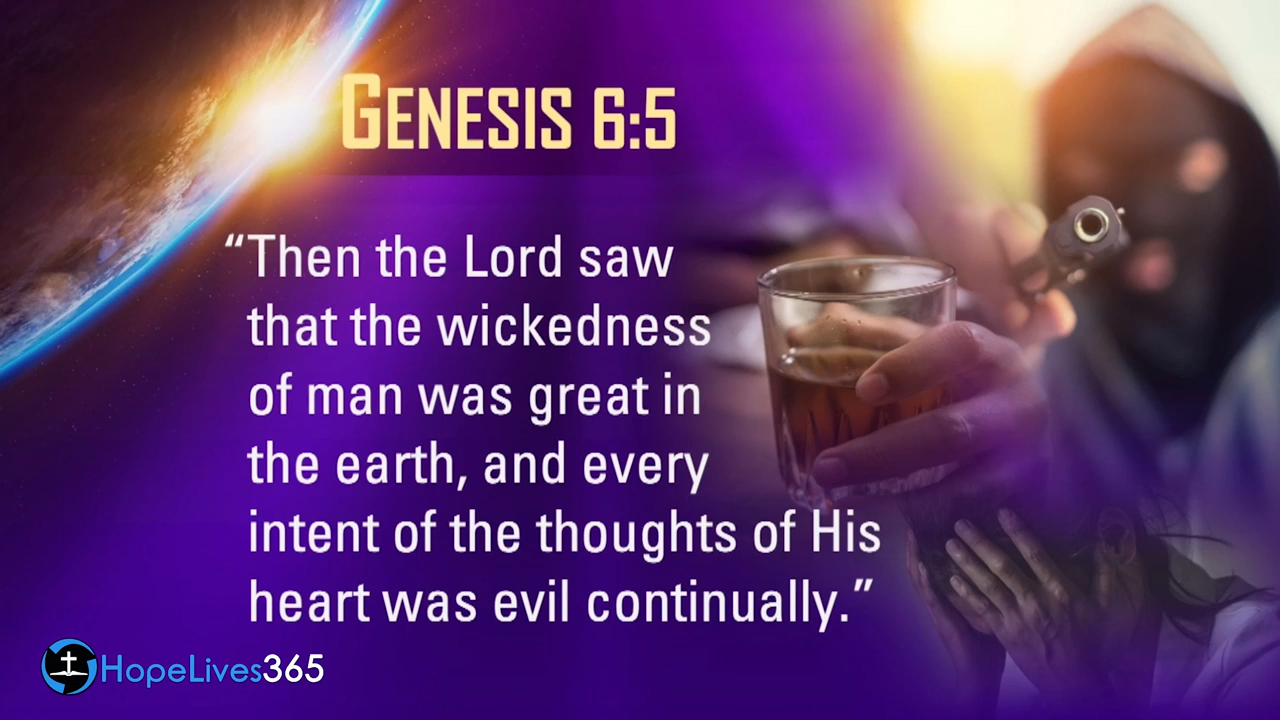 GENESIS 6:5
“Then the Lord saw
that the wickedness
of man was great in
the earth, and every
intent of the thoughts of His
heart was evil continually.”
HopeLives365